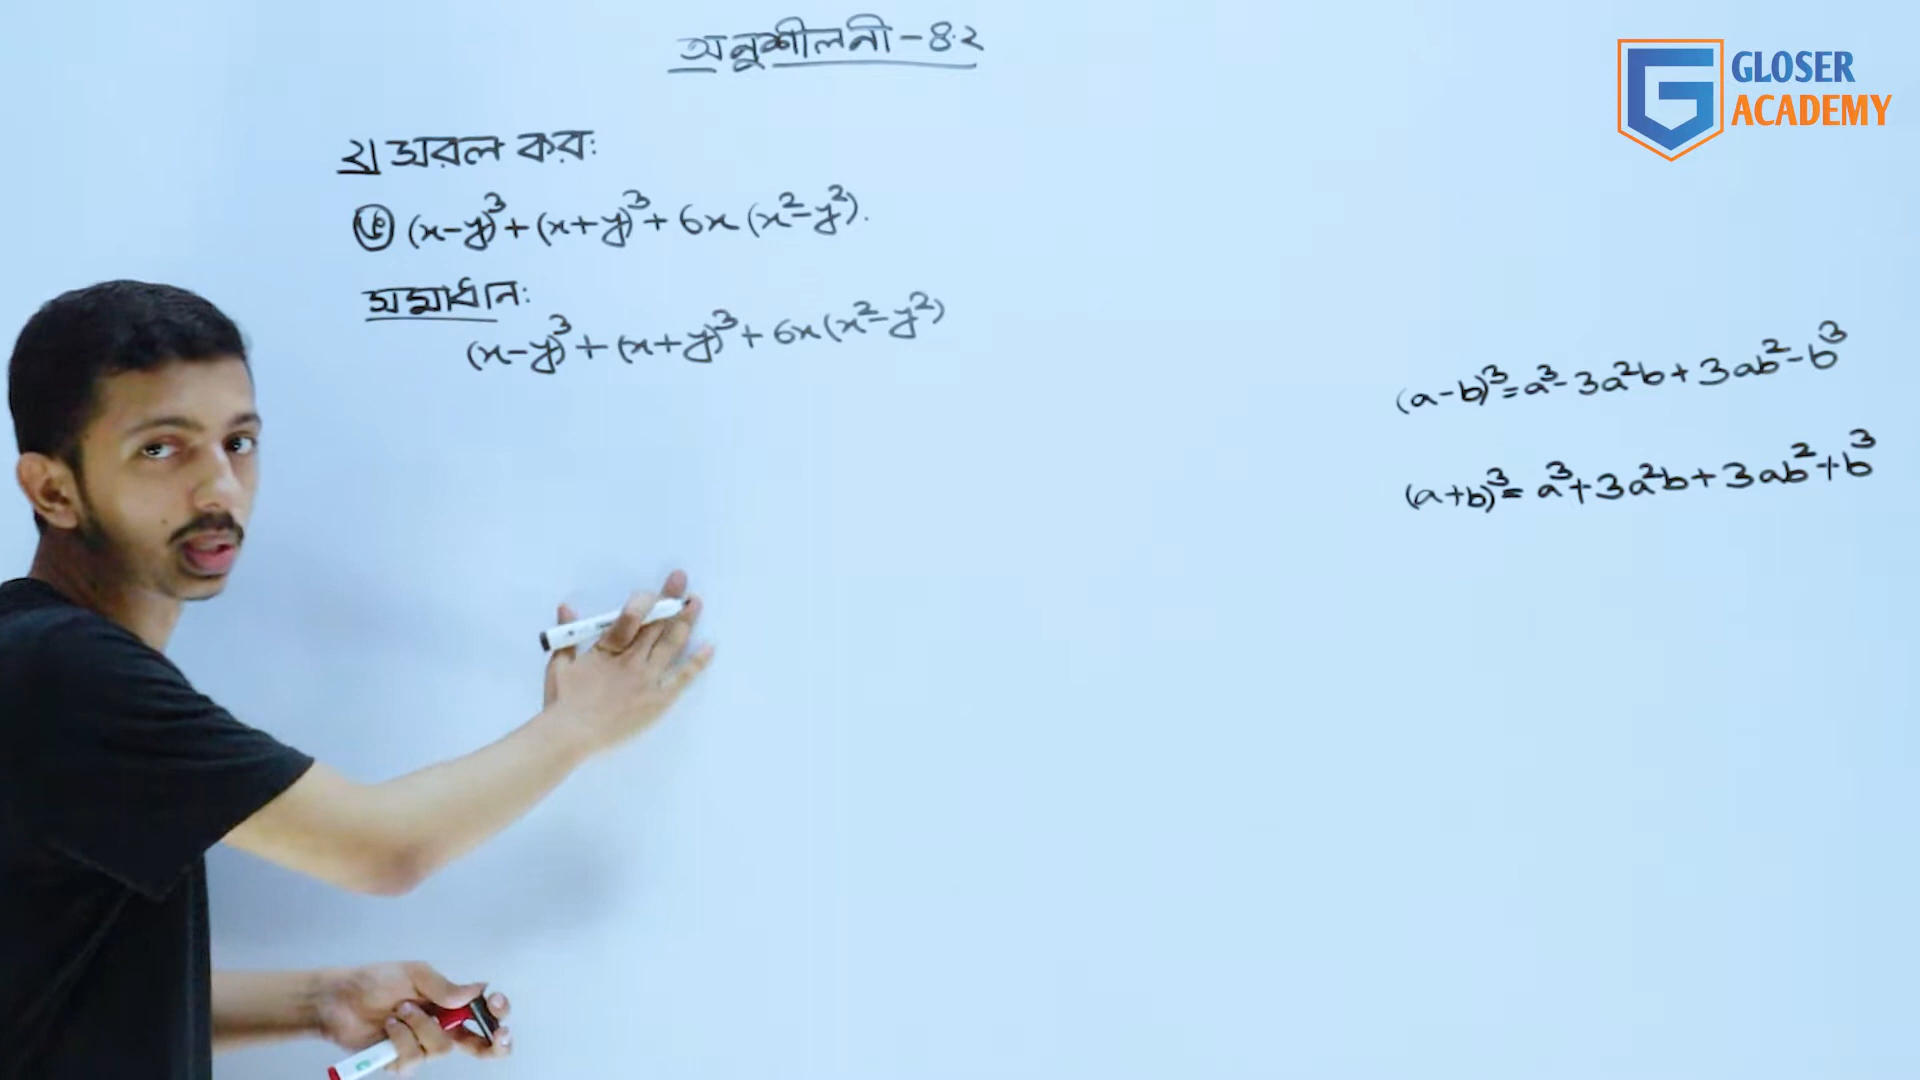 অনুশীলনী - ৪.২
GLOSER
ACADEMY
২। সরল কর:
(x-y)³+(x+y)³+6x(x²-y²).
সমাধান:
(x-y)³+(x+y)³+6x(x²-y²)
(a-b)³=a³-3a²b+3ab²-b³
(a+b)³=a³+3a²b+3ab²+b³